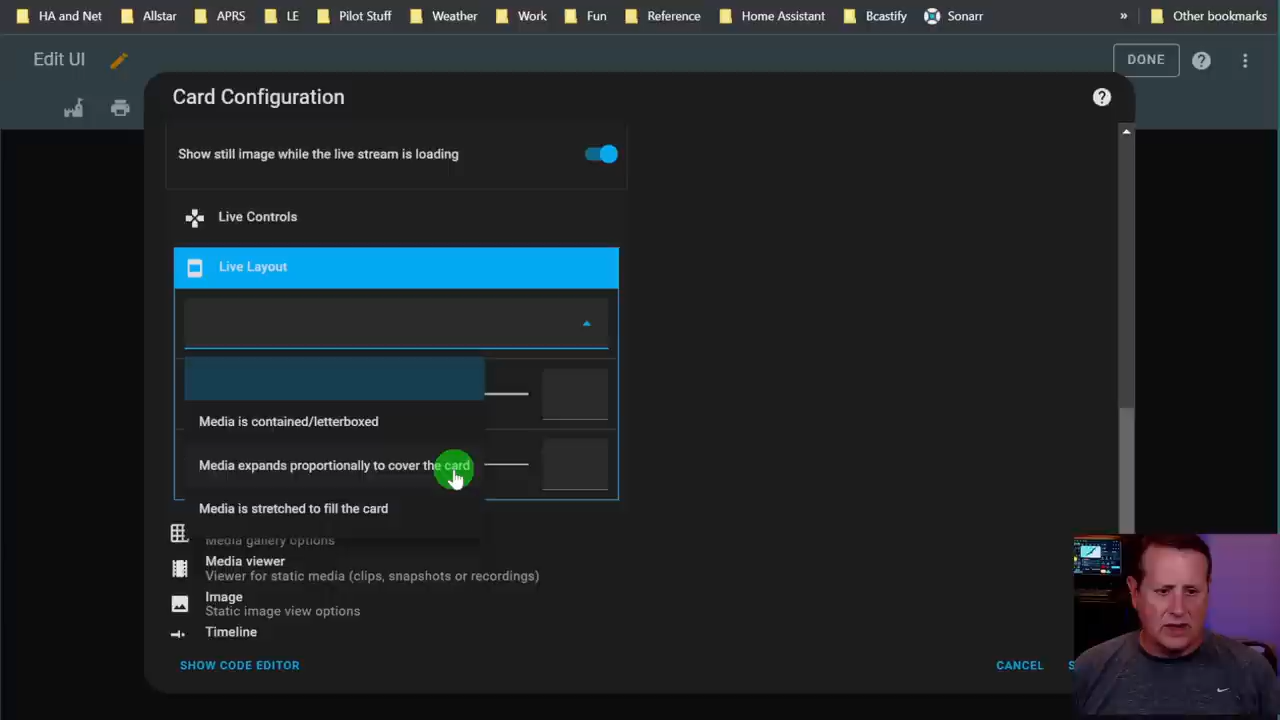 HA and Net Allstar APRS LE Pilot Stuff Weather Work Fun Reference Home Assistant Bcastify Sonarr » Other bookmarks
Edit UI DONE
Card Configuration
Show still image while the live stream is loading
Live Controls
Live Layout
Media is contained/letterboxed
Media expands proportionally to cover the card
Media is stretched to fill the card
Media gallery options
Media viewer
Viewer for static media (clips, snapshots or recordings)
Image
Static image view options
Timeline
SHOW CODE EDITOR CANCEL